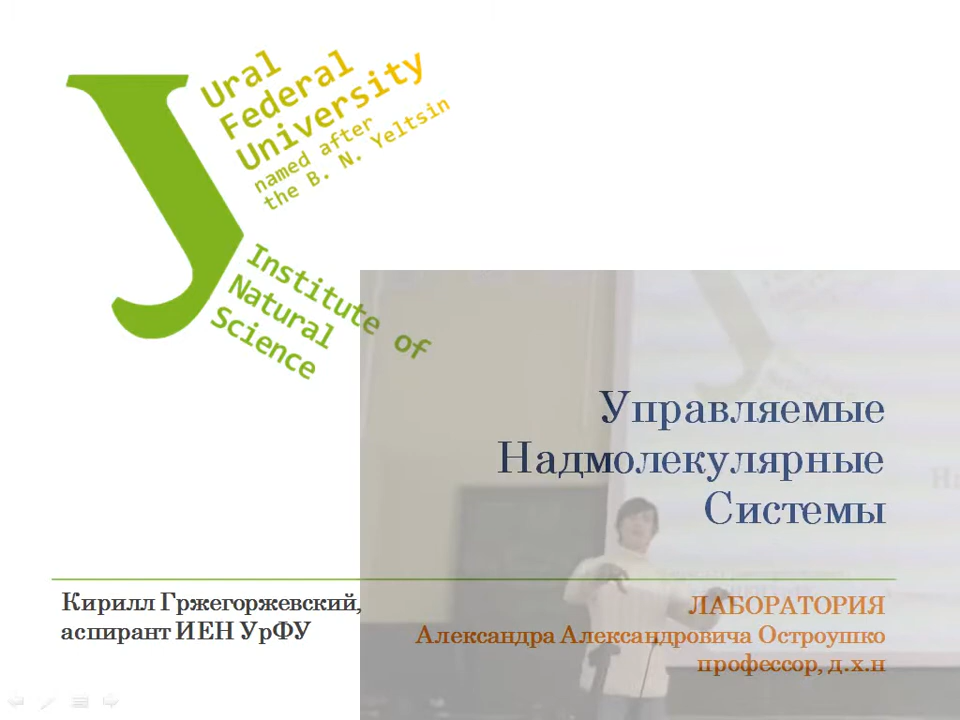 Ural
Federal
University
named after
the B. N. Yeltsin
Institute of
Natural
Science
Управляемые
Надмолекулярные
Системы
Кирилл Гржегоржевский,
аспирант ИЕН УрФУ
ЛАБОРАТОРИЯ
Александра Александровича Остроушко
профессор, д.х.н